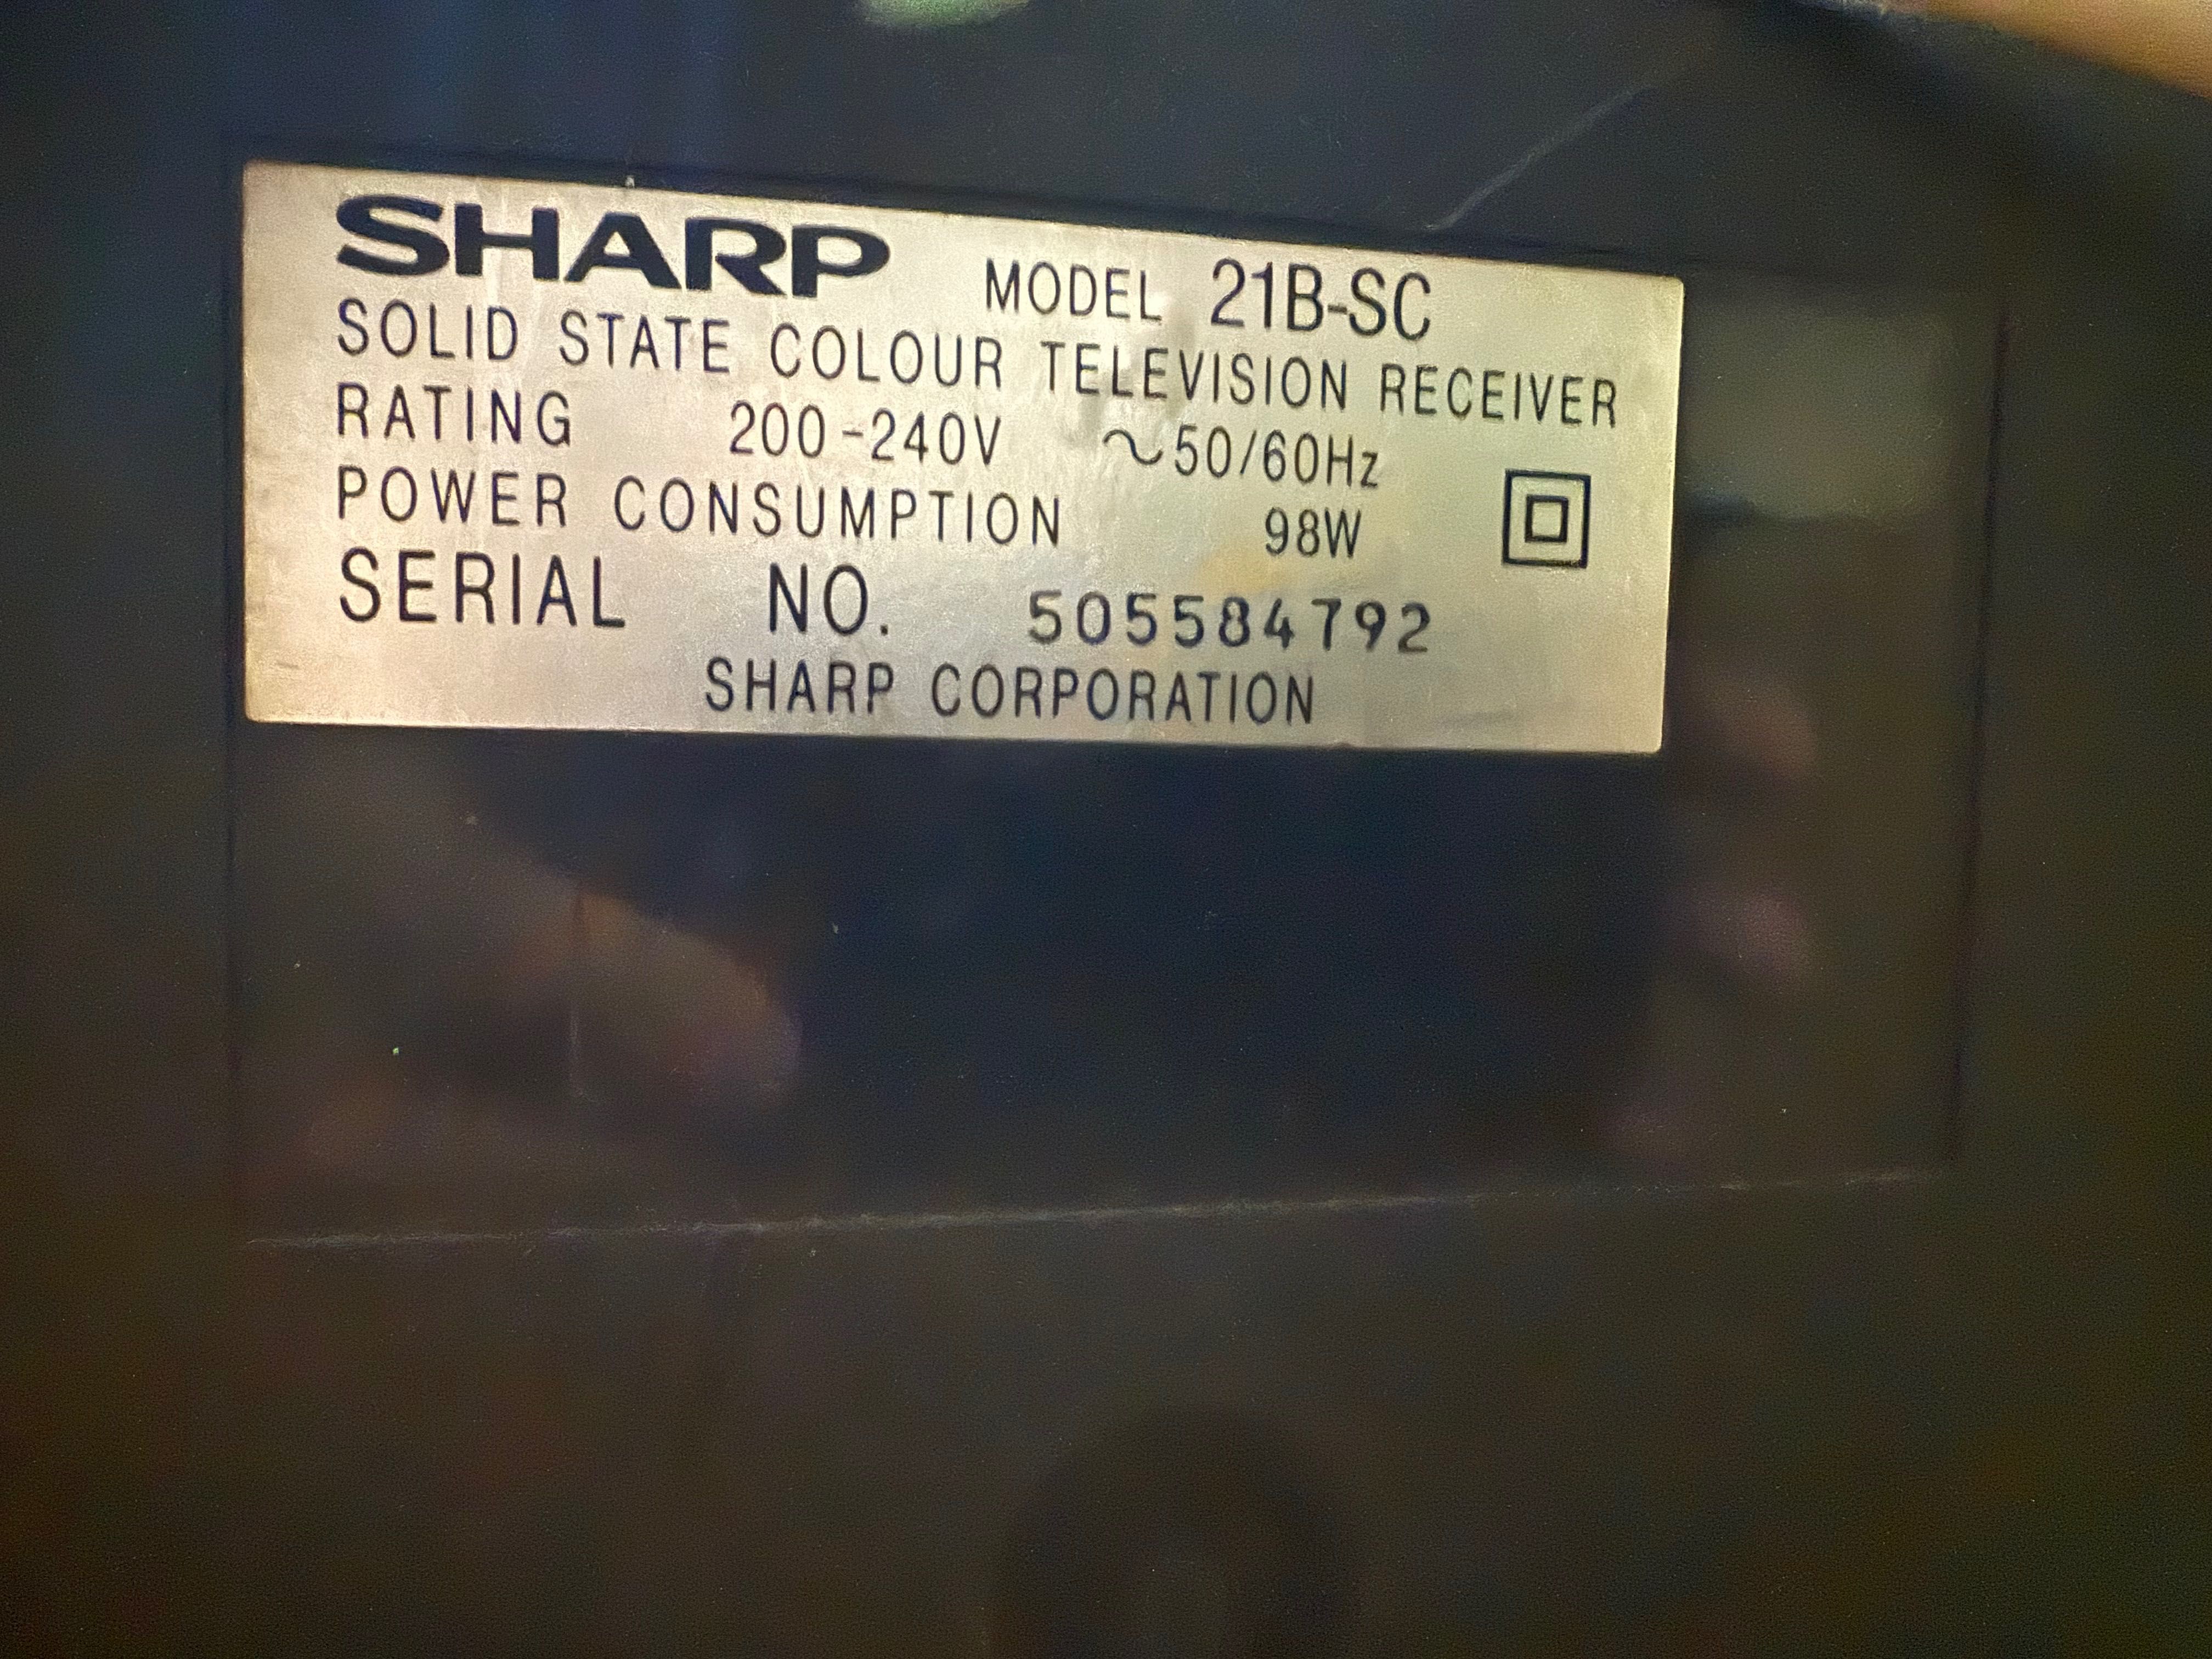 SHARP MODEL 21B-SC
SOLID STATE COLOUR TELEVISION RECEIVER
RATING 200-240V ~50/60Hz
POWER CONSUMPTION 98W
SERIAL NO. 505584792
SHARP CORPORATION